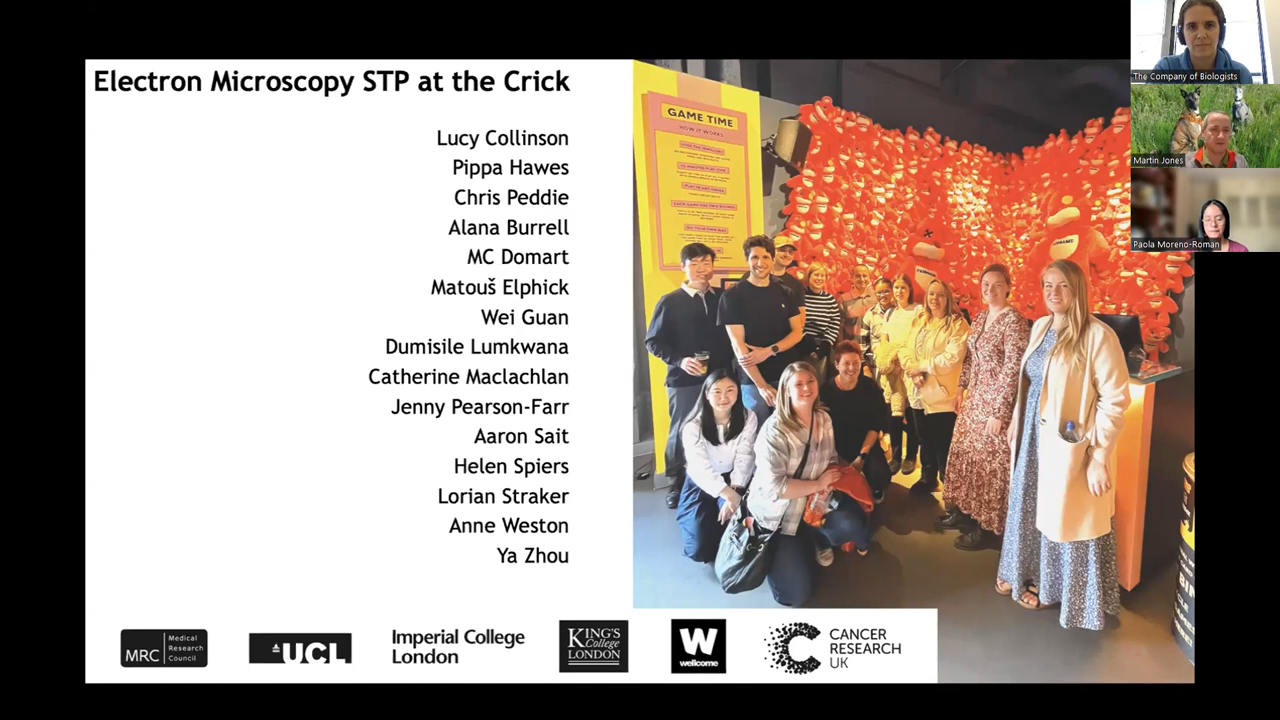 Electron Microscopy STP at the Crick
Lucy Collinson
Pippa Hawes
Chris Peddie
Alana Burrell
MC Domart
Matouš Elphick
Wei Guan
Dumisile Lumkwana
Catherine Maclachlan
Jenny Pearson-Farr
Aaron Sait
Helen Spiers
Lorian Straker
Anne Weston
Ya Zhou
GAME TIME
HOW IT WORKS
MRC
Medical
Research
Council
UCL
Imperial College
London
KING'S
College
LONDON
W
wellcome
CANCER
RESEARCH
UK
The Company of Biologists
Martin Jones
Paola Moreno-Roman